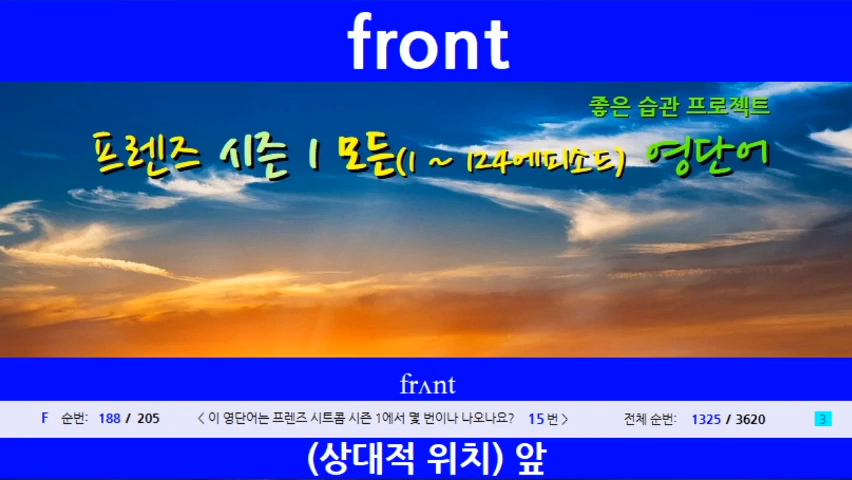 front
좋은 습관 프로젝트
프렌즈 시즌 1 모든(1 ~ 124에피소드) 영단어
frʌnt
F 순번: 188 / 205 < 이 영단어는 프렌즈 시트콤 시즌 1에서 몇 번이나 나오나요? 15 번 > 전체 순번: 1325 / 3620 3
(상대적 위치) 앞